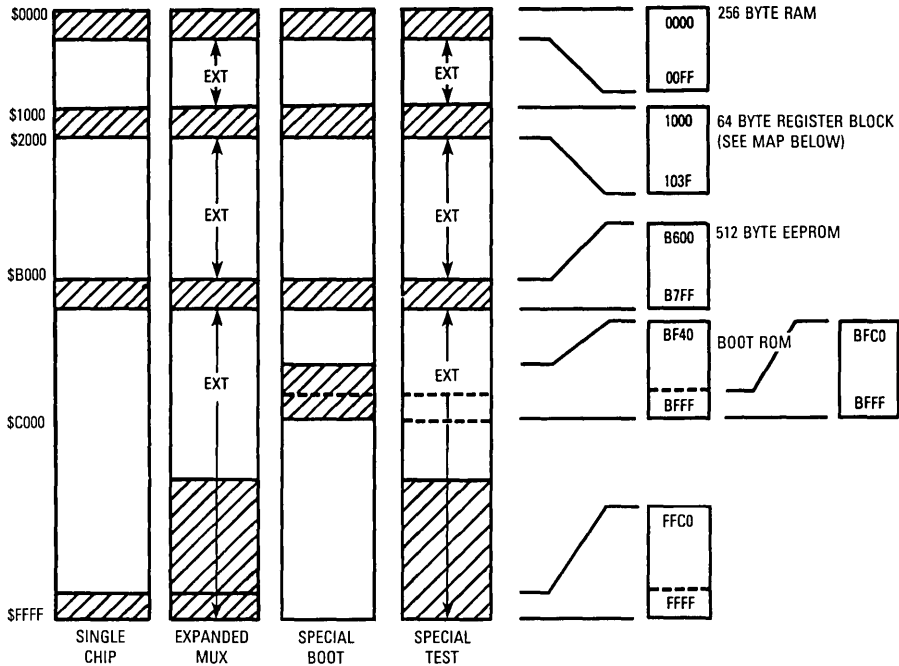 $0000
$1000
$2000
$B000
$C000
$FFFF
EXT
EXT
EXT
EXT
EXT
EXT
SINGLE
CHIP
EXPANDED
MUX
SPECIAL
BOOT
SPECIAL
TEST
0000
00FF
256 BYTE RAM
1000
103F
64 BYTE REGISTER BLOCK
(SEE MAP BELOW)
B600
B7FF
512 BYTE EEPROM
BF40
BFFF
BOOT ROM
BFC0
BFFF
FFC0
FFFF